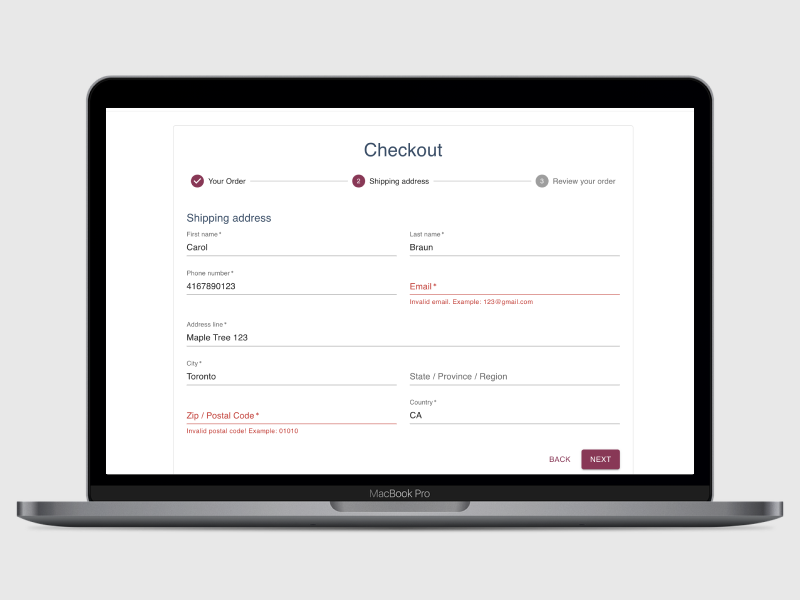 Checkout
Your Order
2 Shipping address
3 Review your order
Shipping address
First name *
Carol
Last name *
Braun
Phone number *
4167890123
Email *
Invalid email. Example: 123@gmail.com
Address line *
Maple Tree 123
City *
Toronto
State / Province / Region
Zip / Postal Code *
Invalid postal code! Example: 01010
Country *
CA
BACK NEXT
MacBook Pro